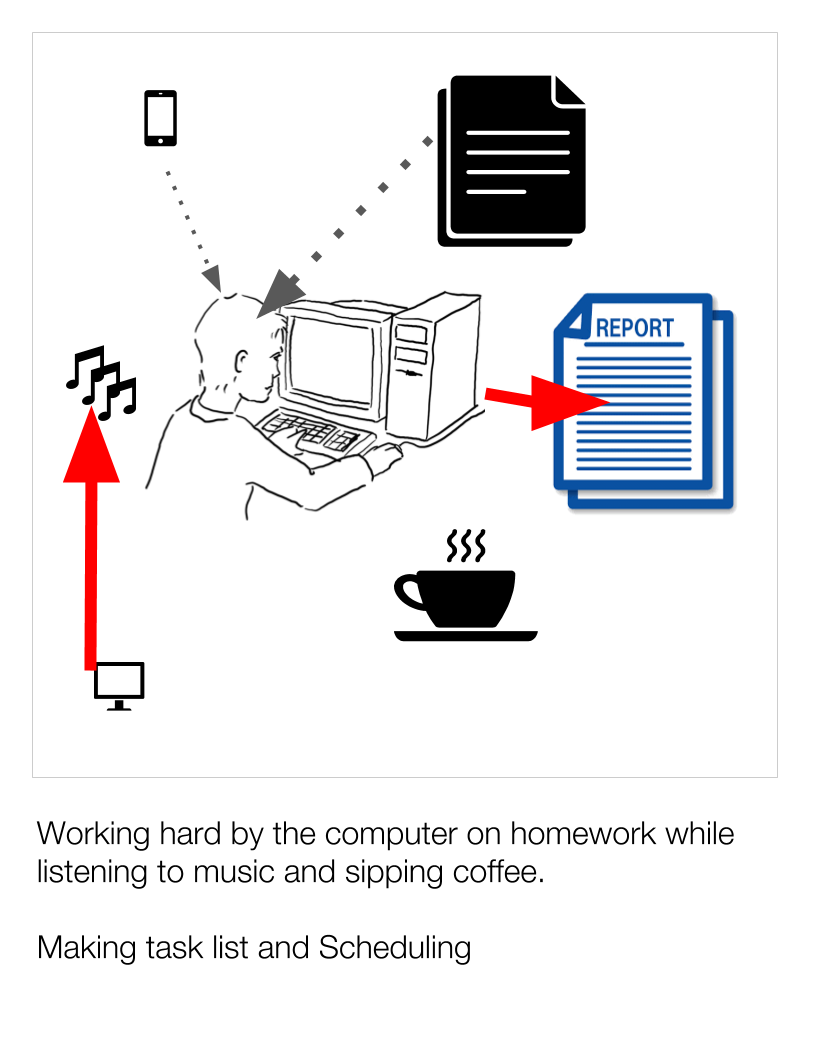 REPORT
Working hard by the computer on homework while
listening to music and sipping coffee.
Making task list and Scheduling